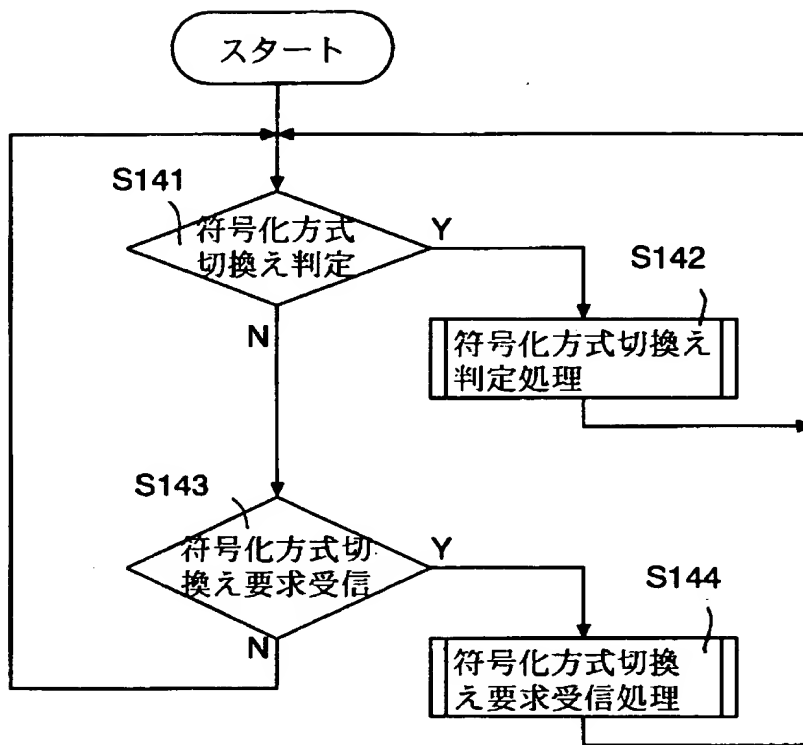 スタート
S141
符号化方式
切換え判定
Y
N
S142
符号化方式切換え
判定処理
S143
符号化方式切
換え要求受信
Y
N
S144
符号化方式切換
え要求受信処理